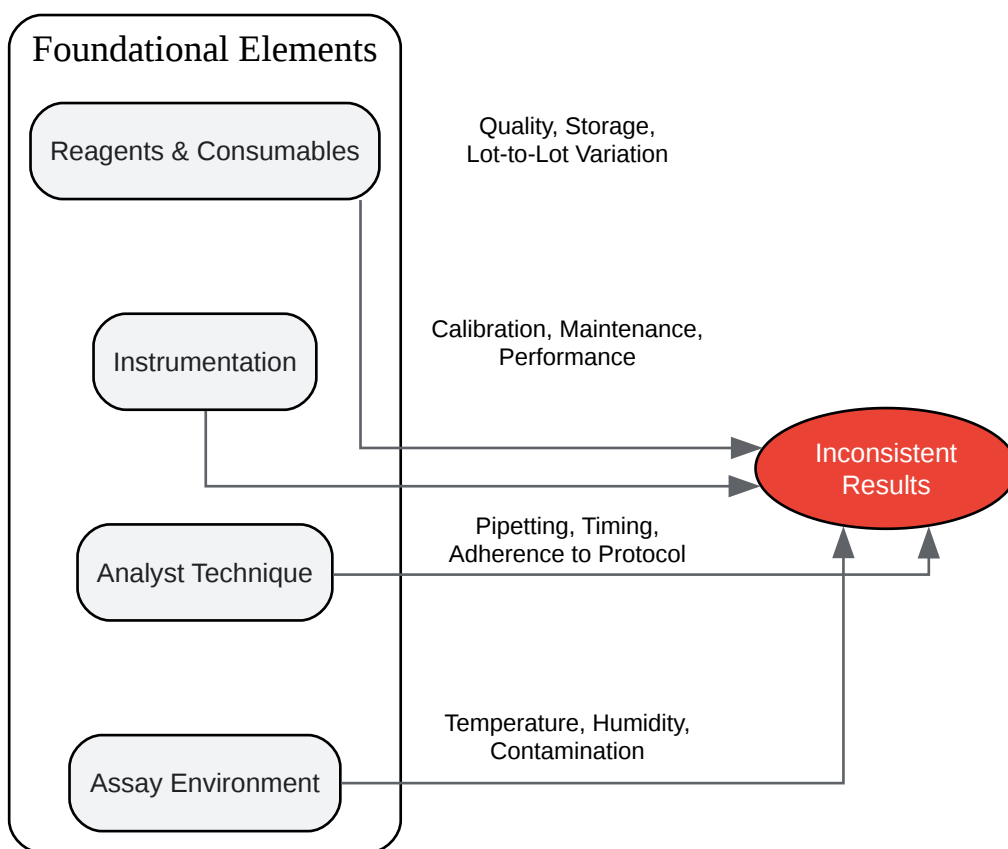 Foundational Elements
Reagents & Consumables
Quality, Storage,
Lot-to-Lot Variation
Instrumentation
Calibration, Maintenance,
Performance
Inconsistent
Results
Analyst Technique
Pipetting, Timing,
Adherence to Protocol
Assay Environment
Temperature, Humidity,
Contamination